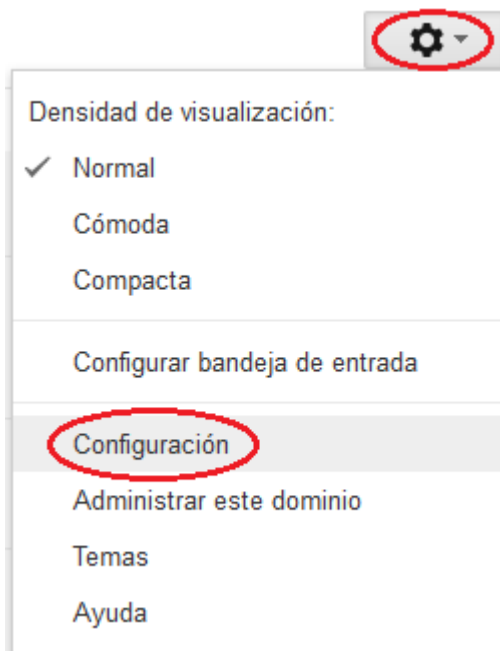 Densidad de visualización:
Normal
Cómoda
Compacta
Configurar bandeja de entrada
Configuración
Administrar este dominio
Temas
Ayuda